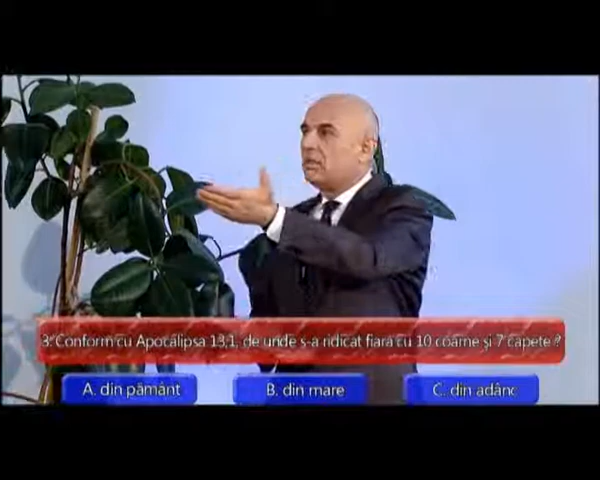 3. Conform cu Apocalipsa 13,1, de unde s-a ridicat fiara cu 10 coarne și 7 capete ?
A. din pământ
B. din mare
C. din adânc